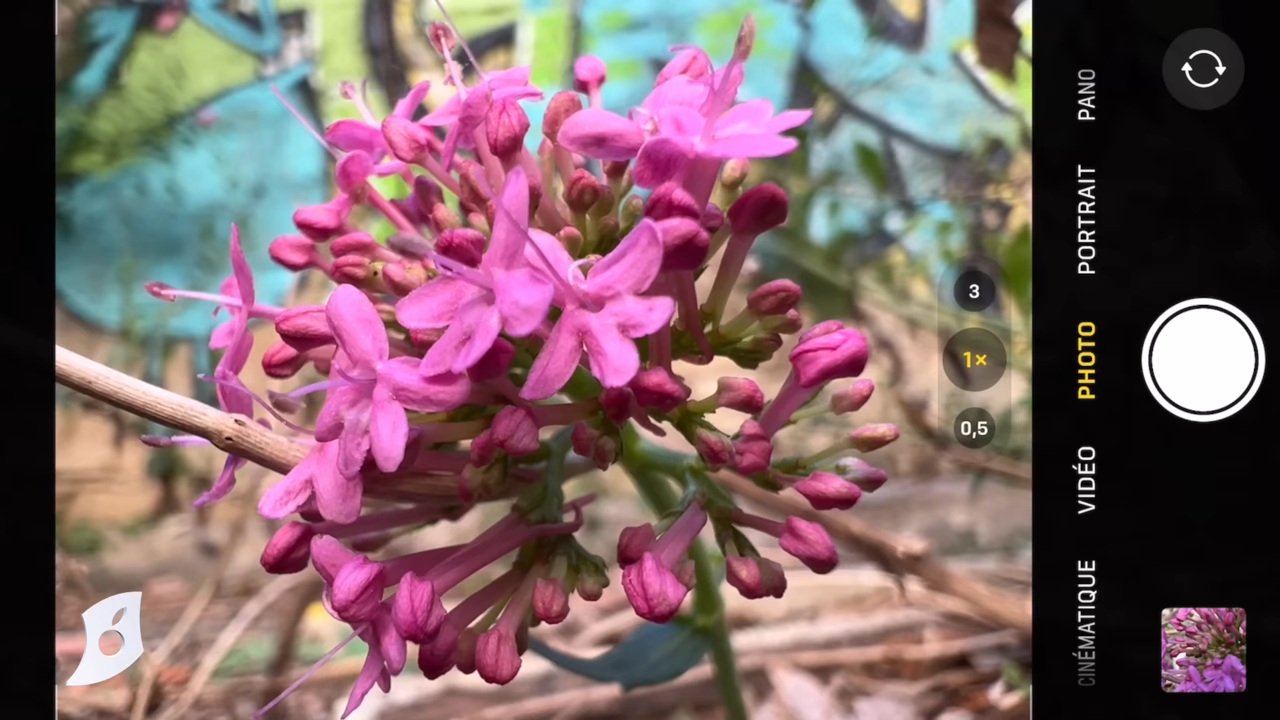 PANO
PORTRAIT
PHOTO
VIDÉO
CINÉMATIQUE
3
1×
0,5